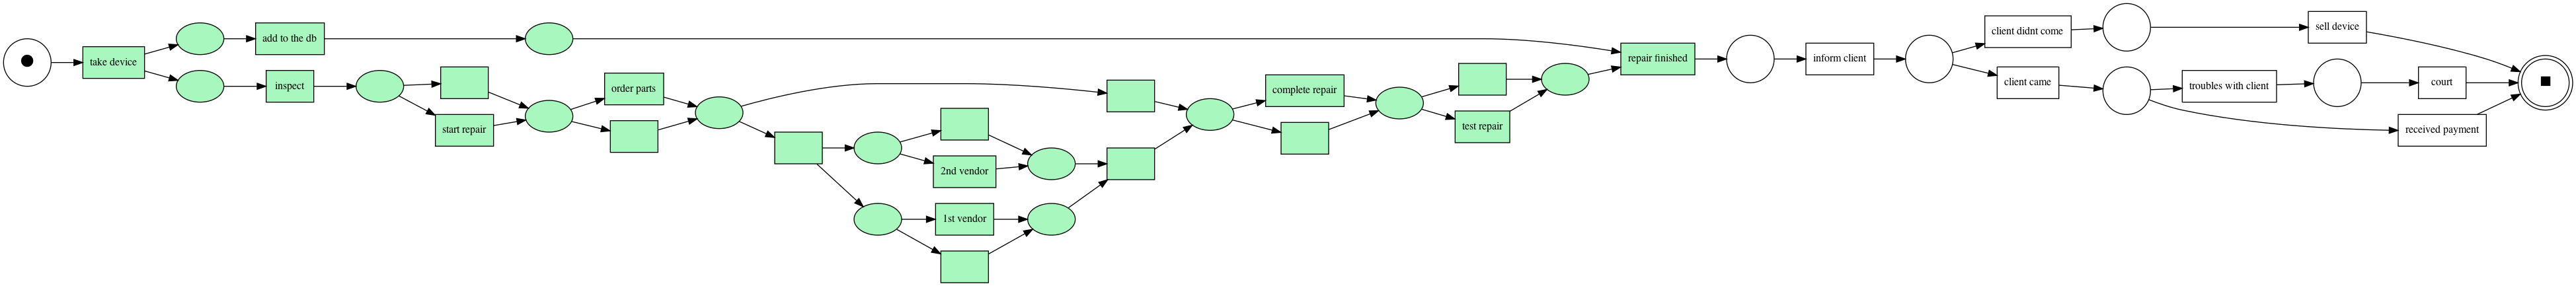 take device
add to the db
inspect
start repair
order parts
2nd vendor
1st vendor
complete repair
test repair
repair finished
inform client
client didnt come
client came
sell device
troubles with client
court
received payment